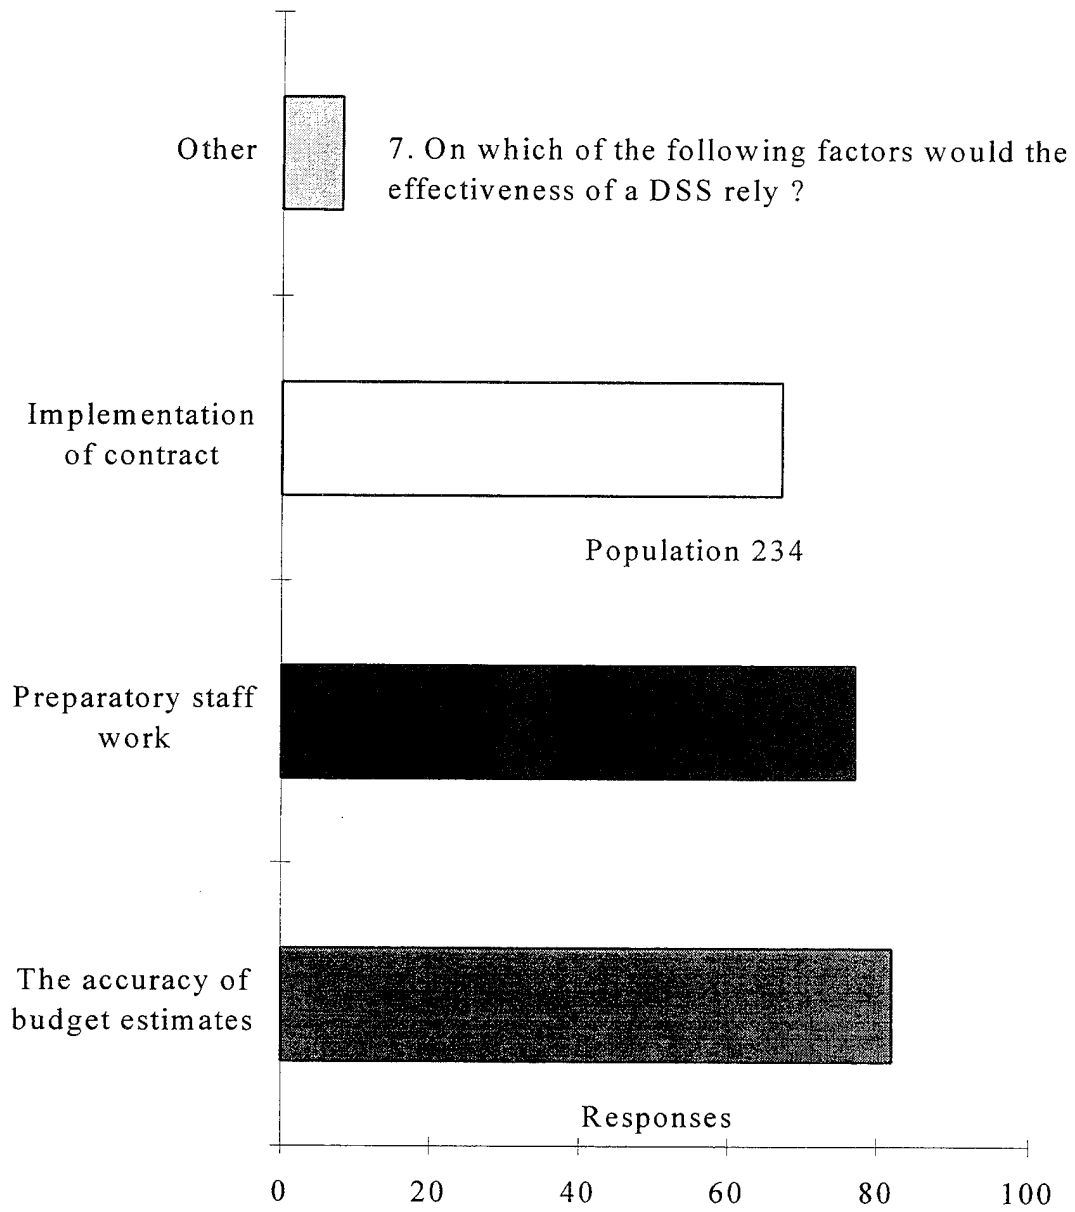 Other
7. On which of the following factors would the
effectiveness of a DSS rely ?
Implementation
of contract
Population 234
Preparatory staff
work
The accuracy of
budget estimates
Responses
0 20 40 60 80 100